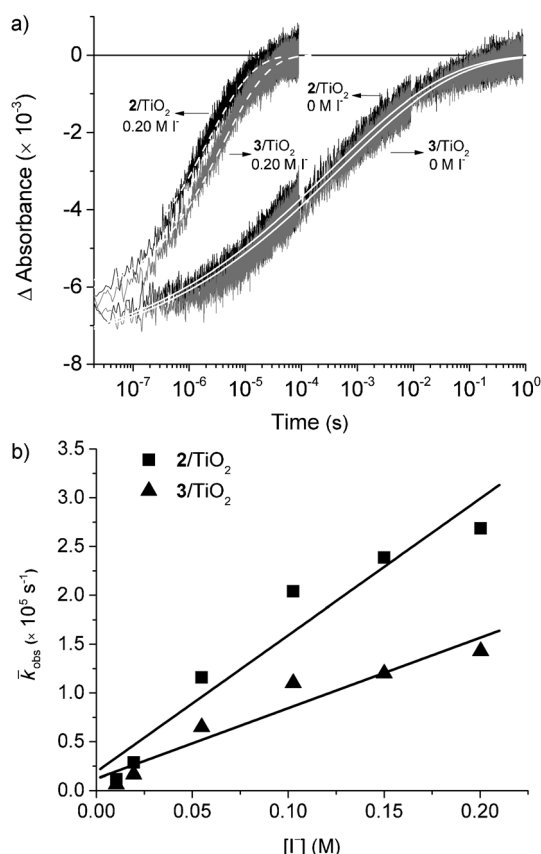 a)
0
-2
-4
-6
-8
Δ Absorbance (× 10⁻³)
2/TiO₂
0.20 M I⁻
3/TiO₂
0.20 M I⁻
2/TiO₂
0 M I⁻
3/TiO₂
0 M I⁻
10⁻⁷ 10⁻⁶ 10⁻⁵ 10⁻⁴ 10⁻³ 10⁻² 10⁻¹ 10⁰
Time (s)
b)
2/TiO₂
3/TiO₂
3.5
3.0
2.5
2.0
1.5
1.0
0.5
0.0
k̅obs (× 10⁵ s⁻¹)
0.00 0.05 0.10 0.15 0.20
[I⁻] (M)